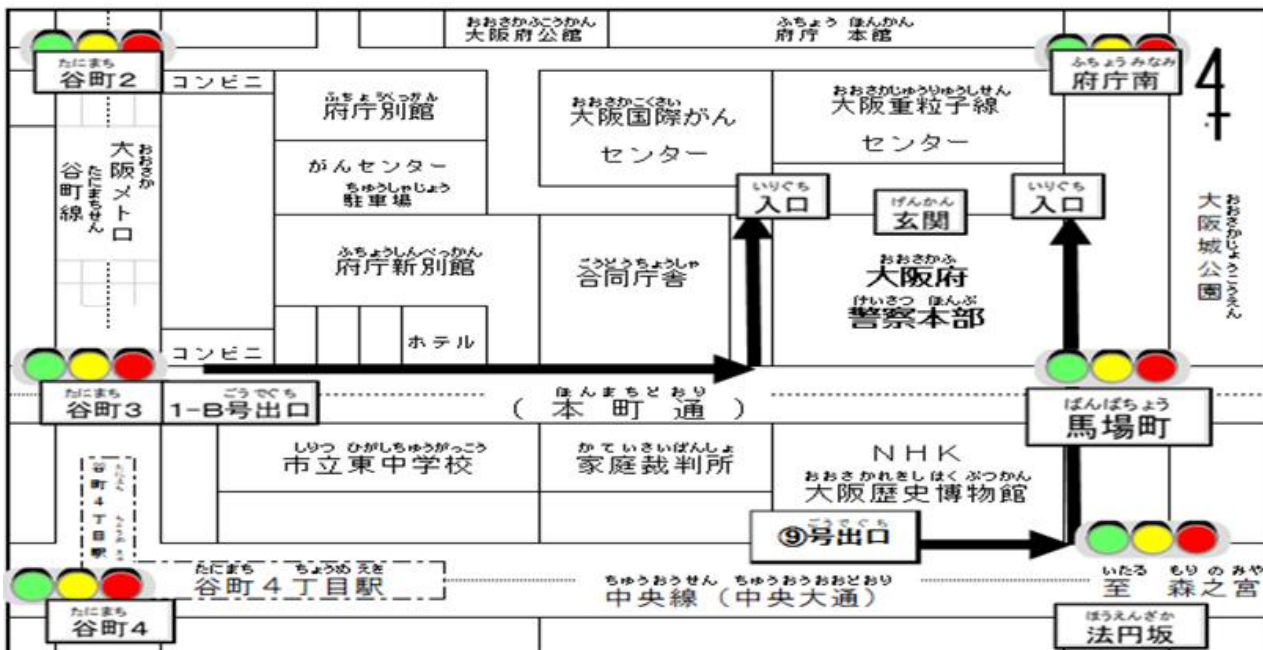 おおさかふこうかん
大阪府公館
ふちょう ほんかん
府庁 本館
たにまち
谷町2
コンビニ
ふちょうべっかん
府庁別館
おおさかこくさい
大阪国際がん
センター
おおさかじゅうりゅうしせん
大阪重粒子線
センター
ふちょうみなみ
府庁南
4
おおさか
大阪メトロ
たにまちせん
谷町線
がんセンター
ちゅうしゃじょう
駐車場
いりぐち
入口
げんかん
玄関
いりぐち
入口
おおさかじょうこうえん
大阪城公園
ふちょうしんべっかん
府庁新別館
ごうどうちょうしゃ
合同庁舎
おおさかふ
大阪府
けいさつ ほんぶ
警察本部
コンビニ
ホテル
たにまち
谷町3
ごうでぐち
1-B号出口
ほんまちどおり
(本町通)
ばんばちょう
馬場町
たにまち ちょうめ えき
谷町4丁目駅
しりつ ひがしちゅうがっこう
市立東中学校
かていさいばんしょ
家庭裁判所
NHK
おおさかれきしはくぶつかん
大阪歴史博物館
ごうでぐち
⑨号出口
たにまち
谷町4
たにまち ちょうめ えき
谷町4丁目駅
ちゅうおうせん ちゅうおうおおどおり
中央線(中央大通)
いたる もりのみや
至 森之宮
ほうえんざか
法円坂